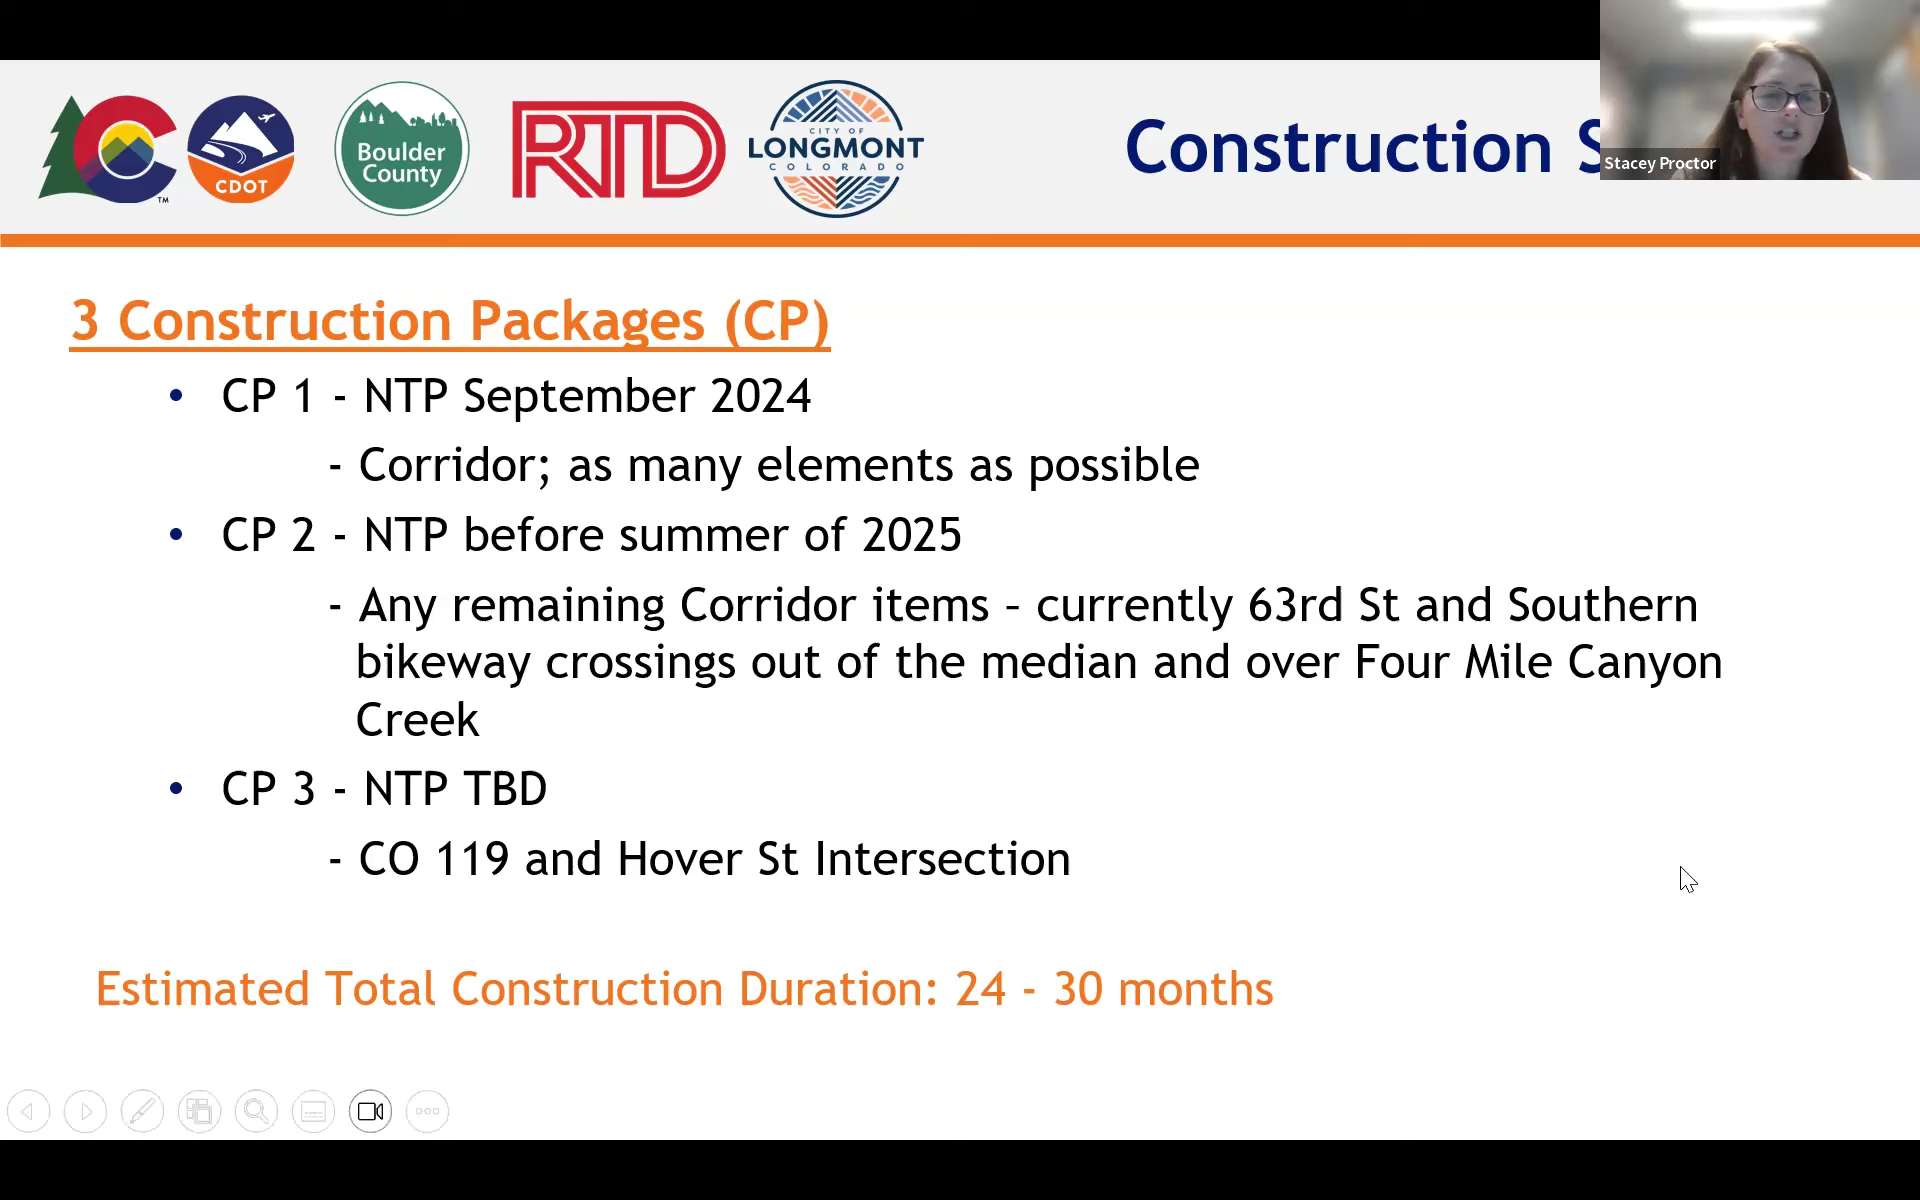 CDOT
TM
Boulder
County
RTD
CITY OF
LONGMONT
COLORADO
Construction S
Stacey Proctor
3 Construction Packages (CP)
• CP 1 - NTP September 2024
- Corridor; as many elements as possible
• CP 2 - NTP before summer of 2025
- Any remaining Corridor items – currently 63rd St and Southern
bikeway crossings out of the median and over Four Mile Canyon
Creek
• CP 3 - NTP TBD
- CO 119 and Hover St Intersection
Estimated Total Construction Duration: 24 - 30 months